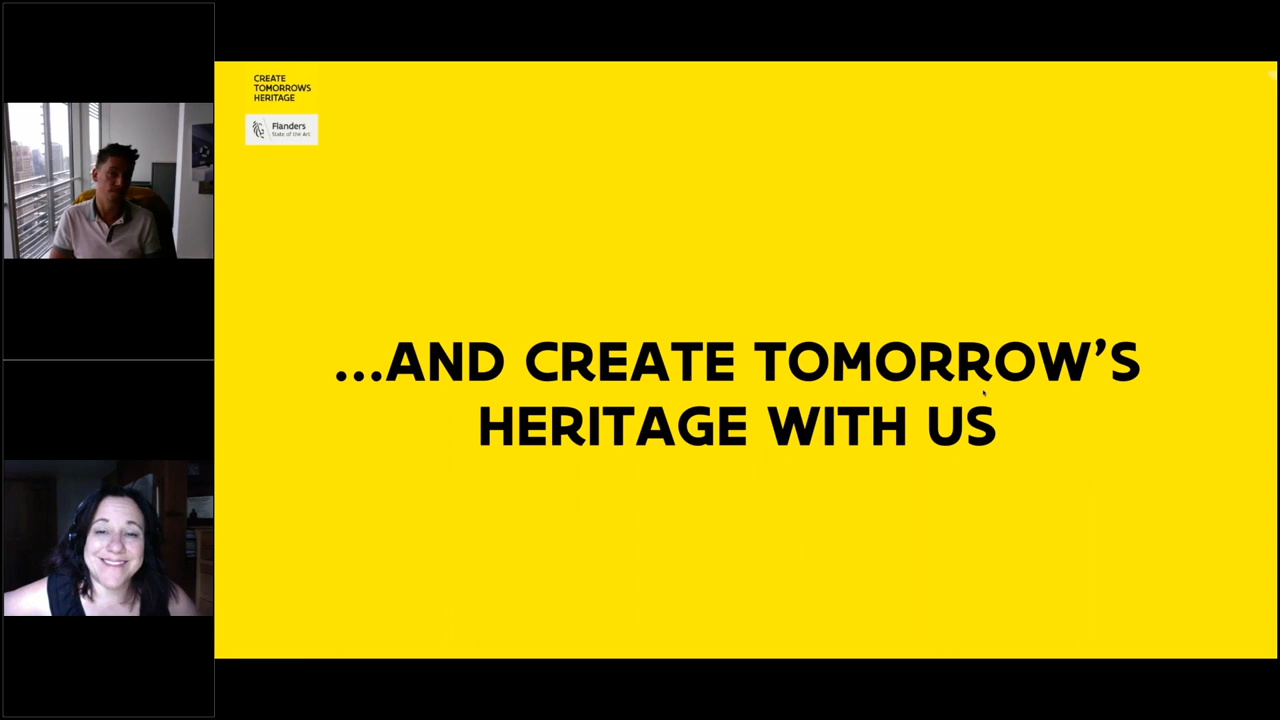 CREATE
TOMORROWS
HERITAGE
Flanders
State of the Art
...AND CREATE TOMORROW’S
HERITAGE WITH US